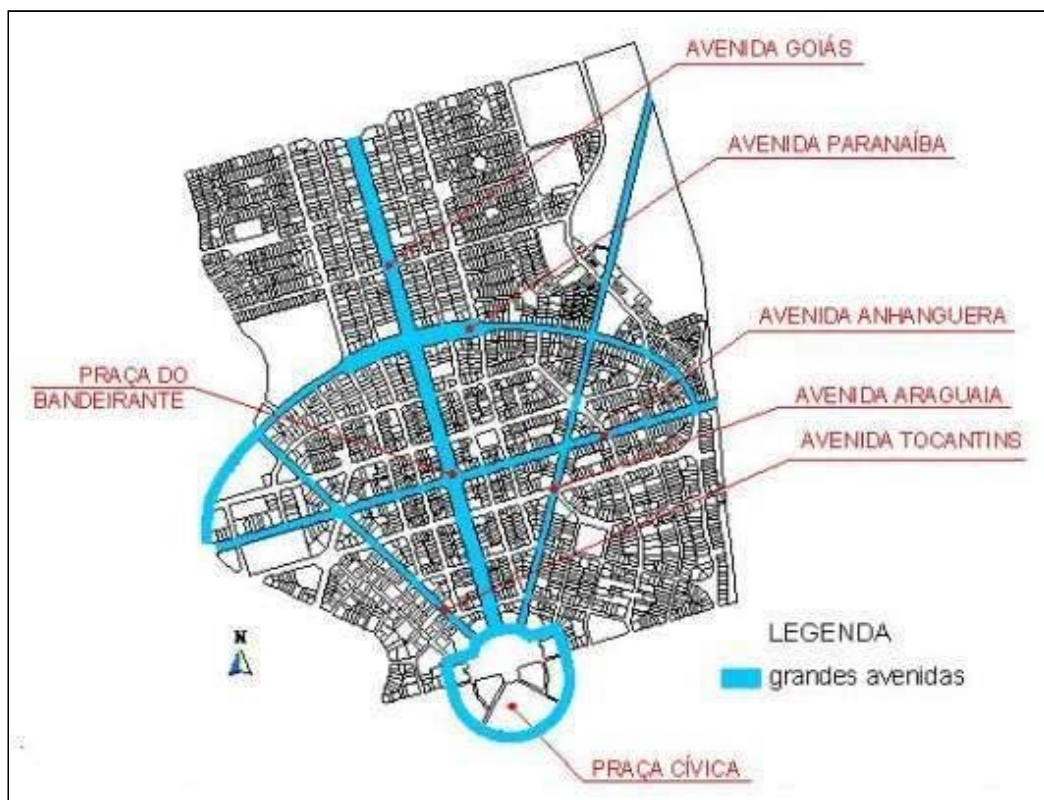 AVENIDA GOIÁS
AVENIDA PARANAÍBA
AVENIDA ANHANGUERA
PRAÇA DO
BANDEIRANTE
AVENIDA ARAGUAIA
AVENIDA TOCANTINS
N
LEGENDA
grandes avenidas
PRAÇA CÍVICA